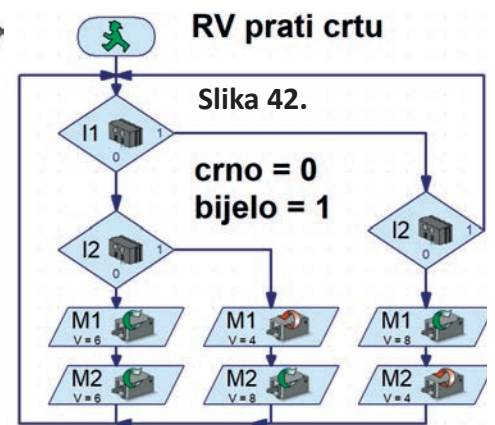 RV prati crtu
Slika 42.
I1
1
0
crno = 0
bijelo = 1
I2
1
0
I2
1
0
M1
V = 6
M1
V = 4
M1
V = 8
M2
V = 6
M2
V = 8
M2
V = 4